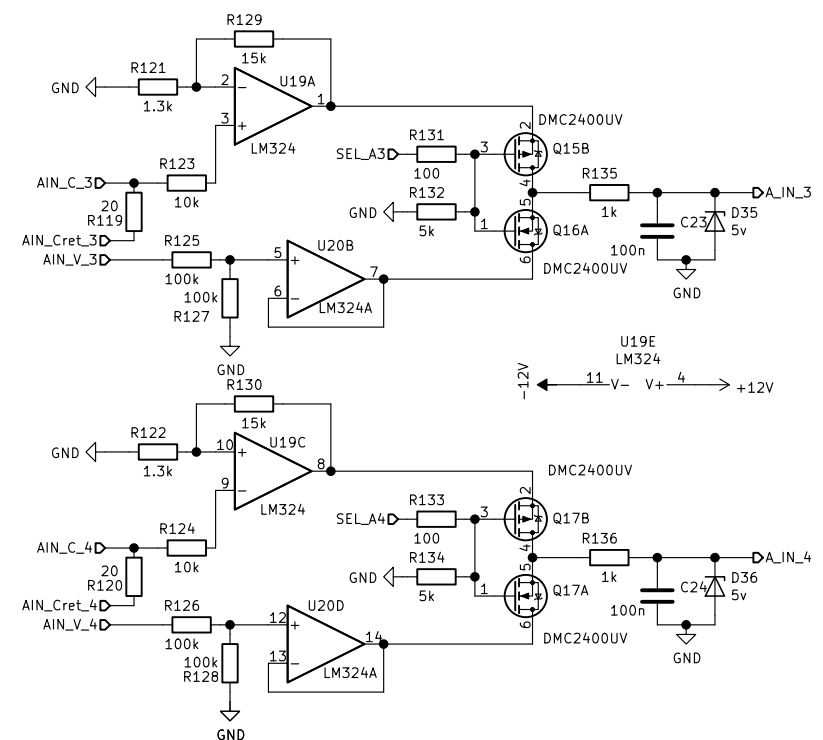 R129
15k
R121
GND
1.3k
2
3
U19A
1
LM324
DMC2400UV
AIN_C_3
R123
10k
20
R119
AIN_Cret_3
AIN_V_3
SEL_A3
R131
100
3
2
Q15B
4
GND
R132
5k
1
5
Q16A
6
DMC2400UV
R135
1k
A_IN_3
C23
100n
D35
5v
GND
R125
100k
100k
R127
GND
5
6
U20B
7
LM324A
U19E
LM324
-12V
11
V-
V+
4
+12V
R130
15k
R122
GND
1.3k
10
9
U19C
8
LM324
DMC2400UV
AIN_C_4
R124
10k
20
R120
AIN_Cret_4
AIN_V_4
SEL_A4
R133
100
3
2
Q17B
4
GND
R134
5k
1
5
Q17A
6
DMC2400UV
R136
1k
A_IN_4
C24
100n
D36
5v
GND
R126
100k
100k
R128
GND
12
13
U20D
14
LM324A